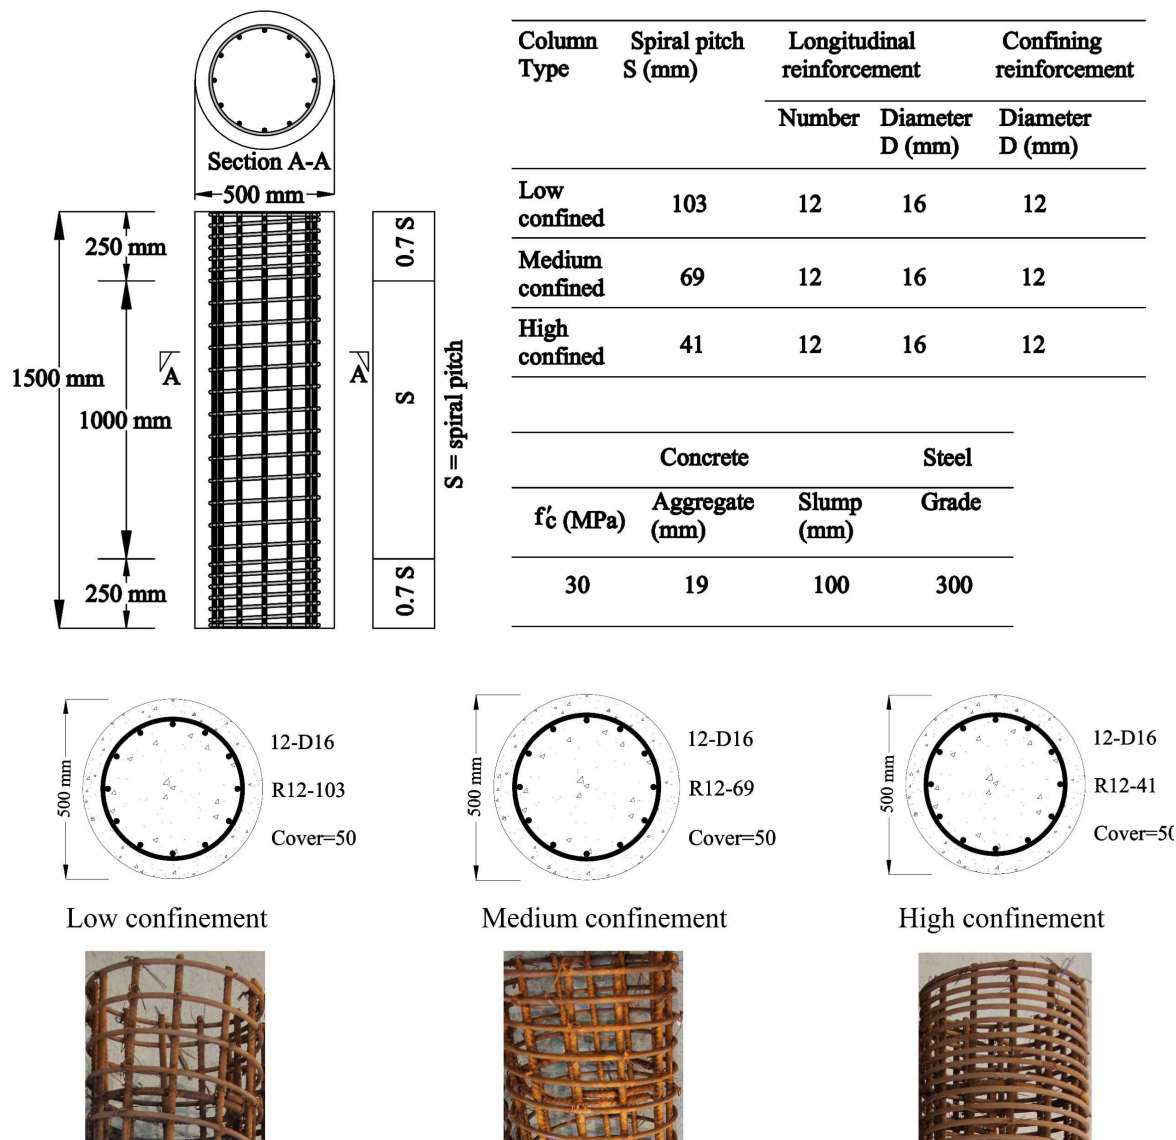 Section A-A
500 mm
250 mm
1000 mm
250 mm
1500 mm
A
A
0.7 S
S
0.7 S
S = spiral pitch
Column Type Spiral pitch S (mm) Longitudinal reinforcement Confining reinforcement
Number Diameter D (mm) Diameter D (mm)
Low confined 103 12 16 12
Medium confined 69 12 16 12
High confined 41 12 16 12
Concrete Steel
f′c (MPa) Aggregate (mm) Slump (mm) Grade
30 19 100 300
500 mm
12-D16
R12-103
Cover=50
Low confinement
500 mm
12-D16
R12-69
Cover=50
Medium confinement
500 mm
12-D16
R12-41
Cover=50
High confinement